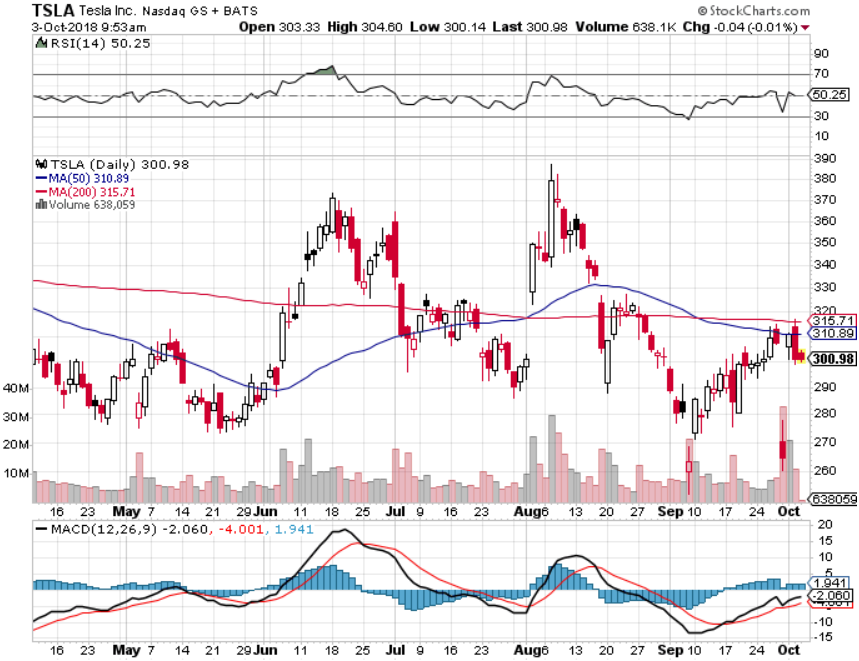 TSLA Tesla Inc. Nasdaq GS + BATS @StockCharts.com
3-Oct-2018 9:53am Open 303.33 High 304.60 Low 300.14 Last 300.98 Volume 638.1K Chg -0.04 (-0.01%)
RSI(14) 50.25
90
70
50.25
30
10
TSLA (Daily) 300.98
MA(50) 310.89
MA(200) 315.71
Volume 638,059
390
380
370
360
350
340
330
320
315.71
310.89
300.98
290
280
270
260
638059
40M
30M
20M
10M
16 23 May 7 14 21 29 Jun 11 18 25 Jul 9 16 23 Aug 6 13 20 27 Sep 10 17 24 Oct
MACD(12,26,9) -2.060, -4.001, 1.941
20
15
10
5
1.941
-2.060
-4.001
-10
-15
16 23 May 7 14 21 29 Jun 11 18 25 Jul 9 16 23 Aug 6 13 20 27 Sep 10 17 24 Oct